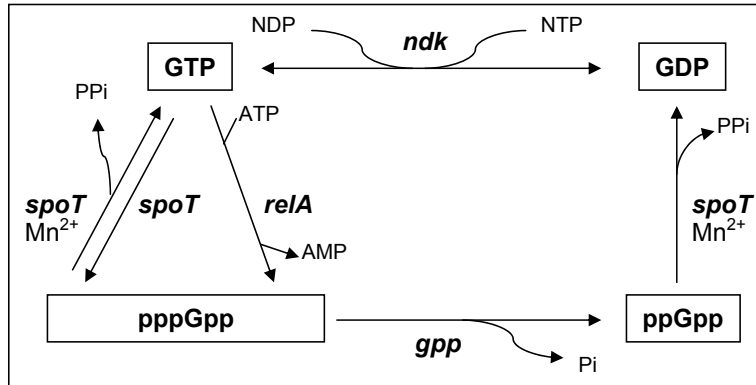 NDP ndk NTP
GTP GDP
PPi ATP PPi
spoT spoT relA spoT
Mn²⁺ Mn²⁺
AMP
pppGpp ppGpp
gpp Pi